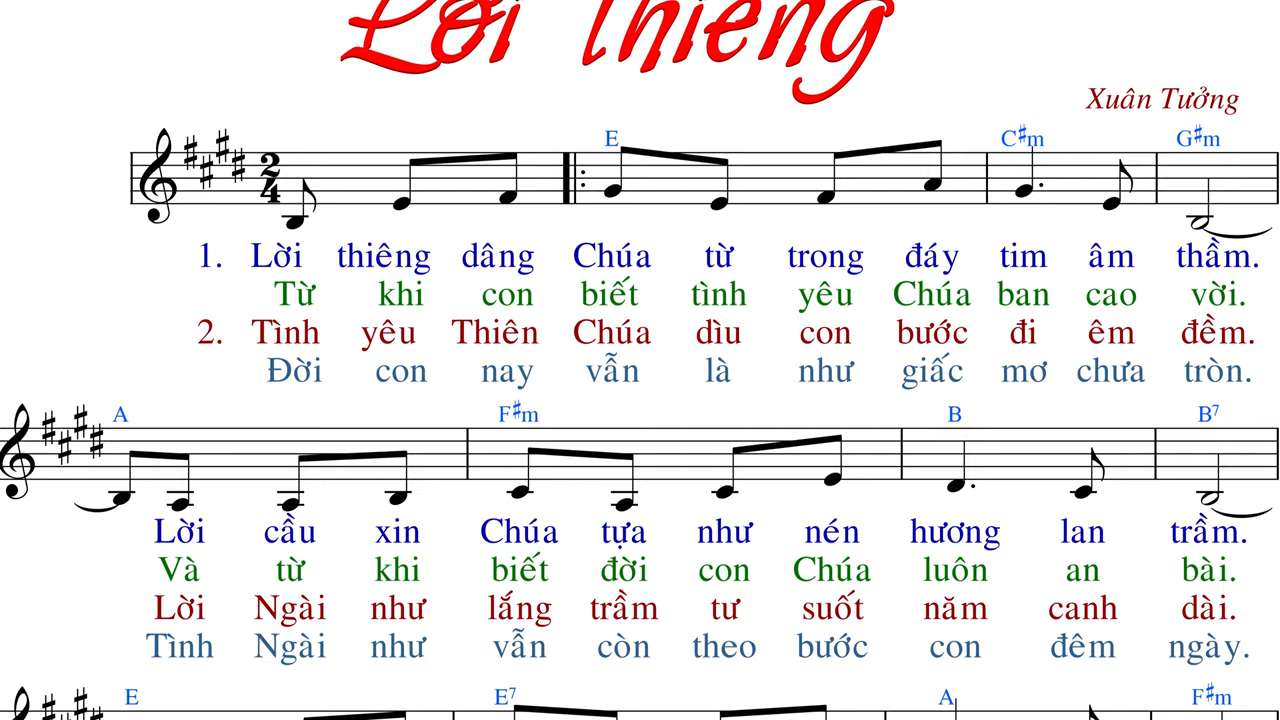 Lời thiêng
Xuân Tưởng
E C#m G#m
2
4
1. Lời thiêng dâng Chúa từ trong đáy tim âm thầm.
Từ khi con biết tình yêu Chúa ban cao vời.
2. Tình yêu Thiên Chúa dìu con bước đi êm đềm.
Đời con nay vẫn là như giấc mơ chưa tròn.
A F#m B B7
Lời cầu xin Chúa tựa như nén hương lan trầm.
Và từ khi biết đời con Chúa luôn an bài.
Lời Ngài như lắng trầm tư suốt năm canh dài.
Tình Ngài như vẫn còn theo bước con đêm ngày.
E E7 A F#m